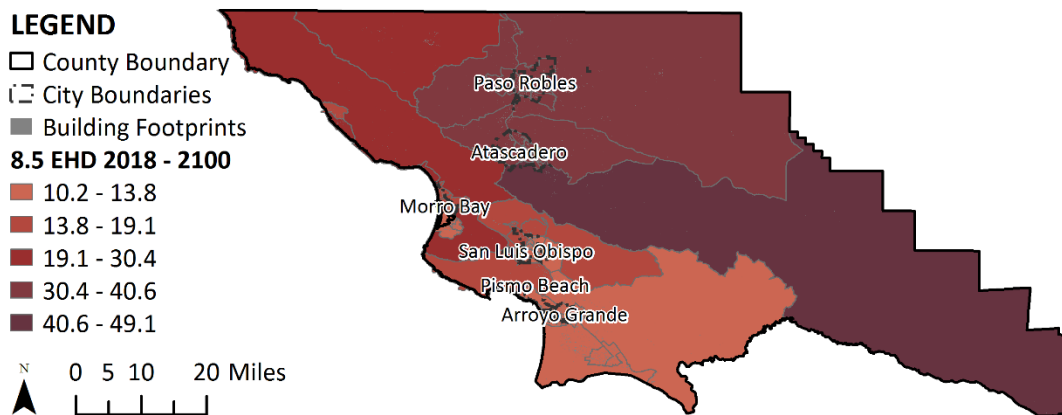 LEGEND
County Boundary
City Boundaries
Building Footprints
8.5 EHD 2018 - 2100
10.2 - 13.8
13.8 - 19.1
19.1 - 30.4
30.4 - 40.6
40.6 - 49.1
N
0 5 10 20 Miles
Paso Robles
Atascadero
Morro Bay
San Luis Obispo
Pismo Beach
Arroyo Grande